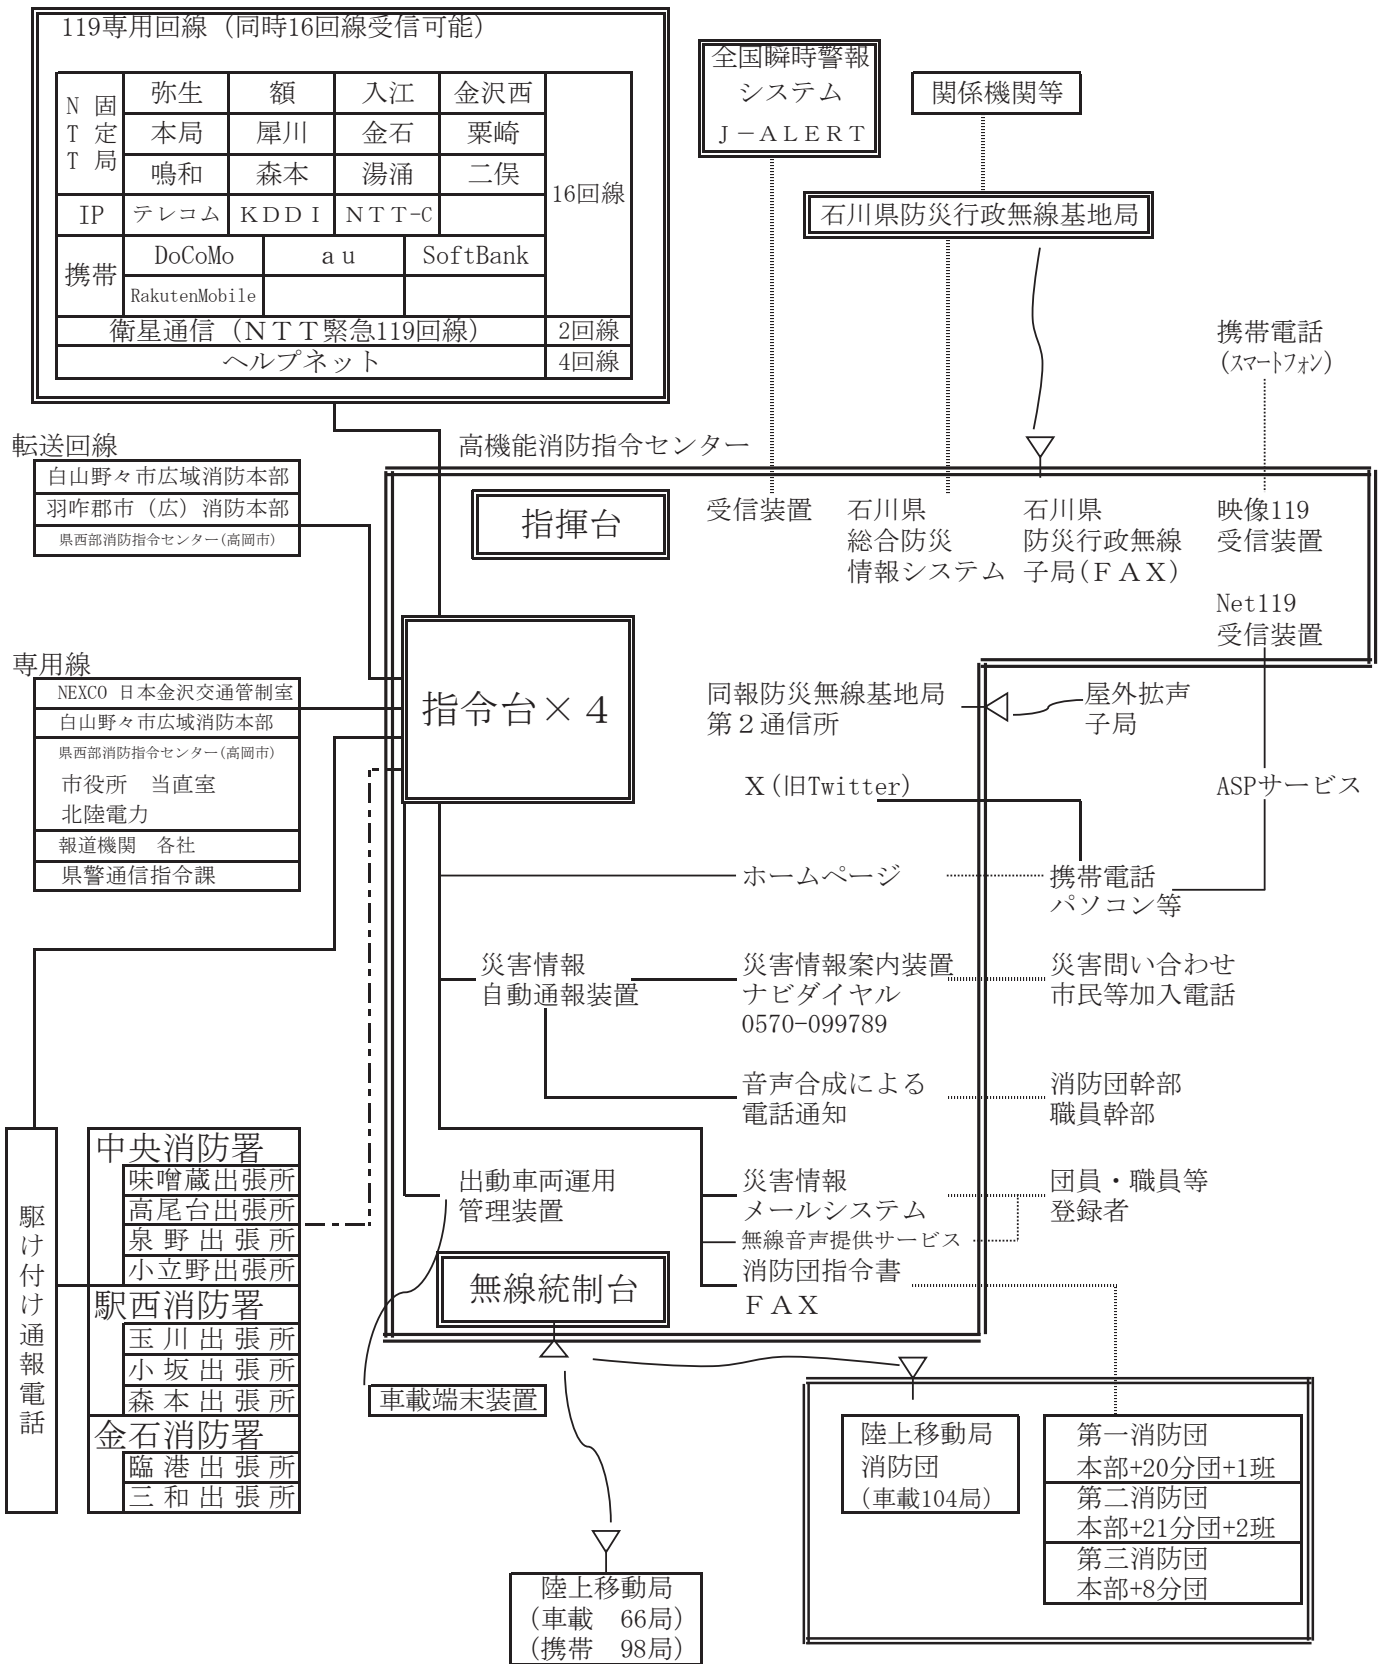 119専用回線（同時16回線受信可能）
NTT 固定局
弥生 額 入江 金沢西
本局 犀川 金石 粟崎
鳴和 森本 湯涌 二俣
16回線
IP テレコム ＫＤＤＩ ＮＴＴ-C
携帯
DoCoMo ａｕ SoftBank
RakutenMobile
衛星通信（ＮＴＴ緊急119回線） 2回線
ヘルプネット 4回線
全国瞬時警報
システム
Ｊ－ＡＬＥＲＴ
関係機関等
石川県防災行政無線基地局
携帯電話
(スマートフォン)
転送回線
白山野々市広域消防本部
羽咋郡市（広）消防本部
県西部消防指令センター(高岡市)
高機能消防指令センター
指揮台
受信装置
石川県
総合防災
情報システム
石川県
防災行政無線
子局(ＦＡＸ)
映像119
受信装置
Net119
受信装置
専用線
NEXCO 日本金沢交通管制室
白山野々市広域消防本部
県西部消防指令センター(高岡市)
市役所　当直室
北陸電力
報道機関　各社
県警通信指令課
指令台×４
同報防災無線基地局
第２通信所
屋外拡声
子局
Ｘ(旧Twitter)
ASPサービス
ホームページ
携帯電話
パソコン等
災害情報
自動通報装置
災害情報案内装置
ナビダイヤル
0570-099789
災害問い合わせ
市民等加入電話
音声合成による
電話通知
消防団幹部
職員幹部
駆け付け通報電話
中央消防署
味噌蔵出張所
高尾台出張所
泉野出張所
小立野出張所
駅西消防署
玉川出張所
小坂出張所
森本出張所
金石消防署
臨港出張所
三和出張所
出動車両運用
管理装置
災害情報
メールシステム
団員・職員等
登録者
無線音声提供サービス
消防団指令書
ＦＡＸ
無線統制台
車載端末装置
陸上移動局
消防団
(車載104局)
第一消防団
本部+20分団+1班
第二消防団
本部+21分団+2班
第三消防団
本部+8分団
陸上移動局
(車載　66局)
(携帯　98局)